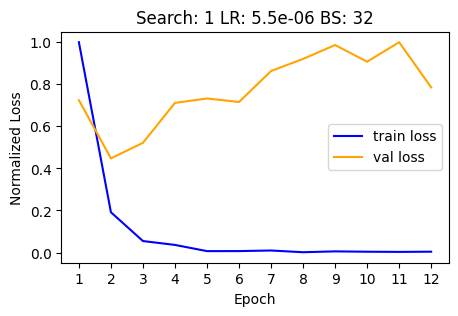 Search: 1 LR: 5.5e-06 BS: 32
Normalized Loss
1.0
0.8
0.6
0.4
0.2
0.0
train loss
val loss
1 2 3 4 5 6 7 8 9 10 11 12
Epoch